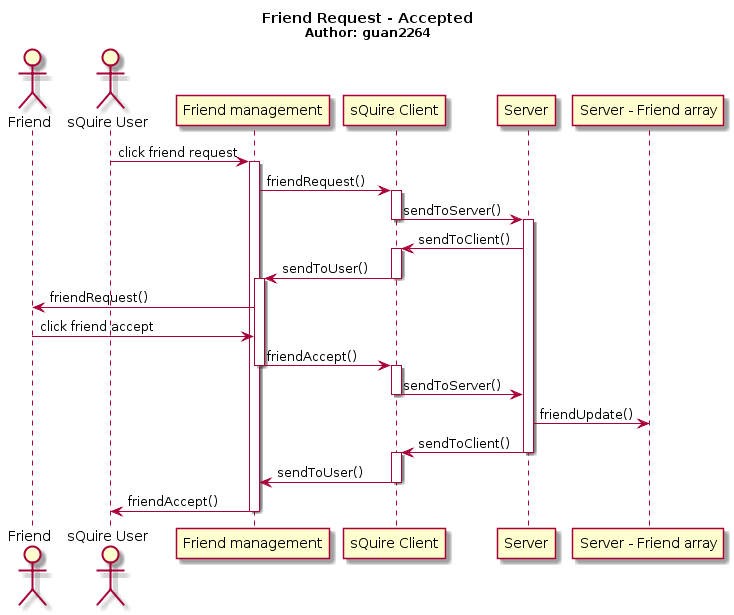 Friend Request - Accepted
Author: guan2264
Friend
sQuire User
Friend management
sQuire Client
Server
Server - Friend array
click friend request
friendRequest()
sendToServer()
sendToClient()
sendToUser()
friendRequest()
click friend accept
friendAccept()
sendToServer()
friendUpdate()
sendToClient()
sendToUser()
friendAccept()
Friend
sQuire User
Friend management
sQuire Client
Server
Server - Friend array